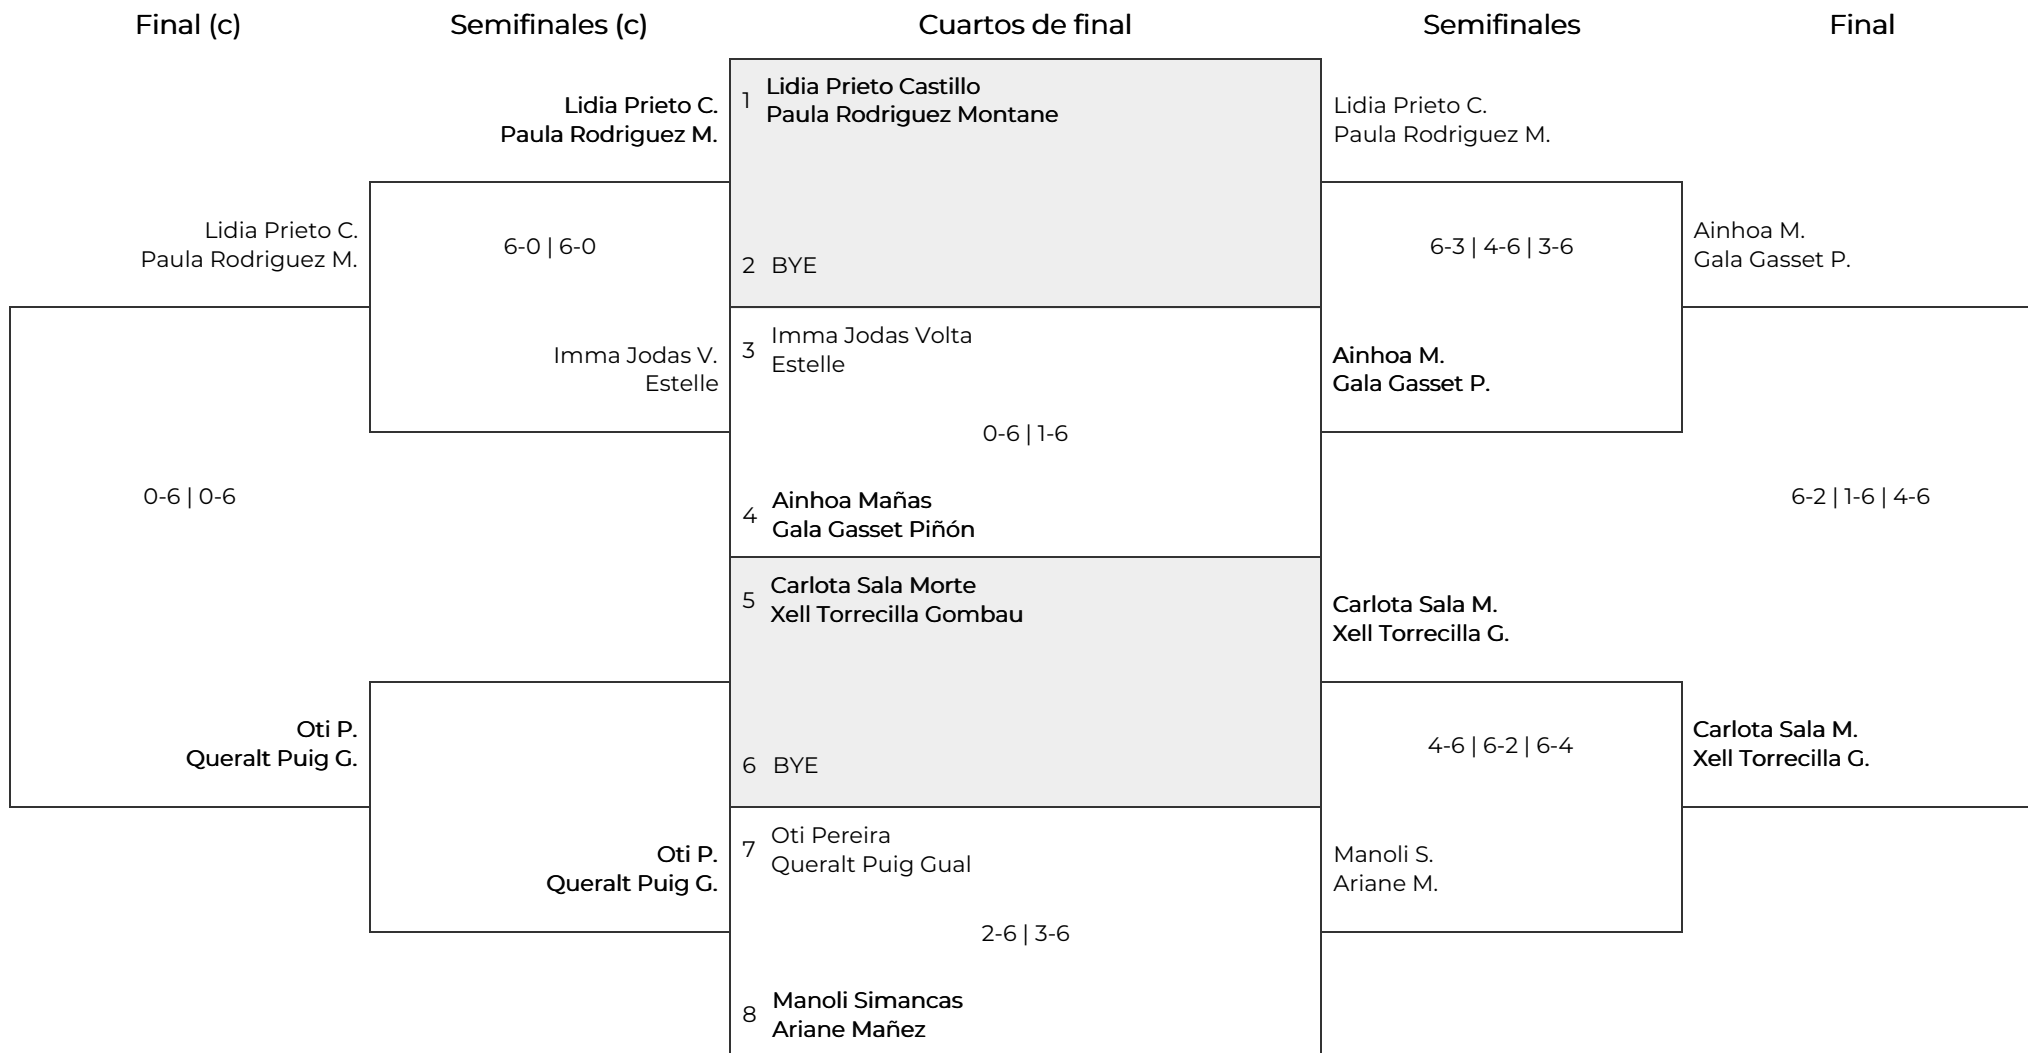 Final (c)
Semifinales (c)
Cuartos de final
Semifinales
Final
Lidia Prieto C.
Paula Rodriguez M.
1
Lidia Prieto Castillo
Paula Rodriguez Montane
Lidia Prieto C.
Paula Rodriguez M.
Lidia Prieto C.
Paula Rodriguez M.
6-0 | 6-0
2 BYE
6-3 | 4-6 | 3-6
Ainhoa M.
Gala Gasset P.
Imma Jodas V.
Estelle
3
Imma Jodas Volta
Estelle
Ainhoa M.
Gala Gasset P.
0-6 | 1-6
0-6 | 0-6
4
Ainhoa Mañas
Gala Gasset Piñón
6-2 | 1-6 | 4-6
5
Carlota Sala Morte
Xell Torrecilla Gombau
Carlota Sala M.
Xell Torrecilla G.
Oti P.
Queralt Puig G.
6 BYE
4-6 | 6-2 | 6-4
Carlota Sala M.
Xell Torrecilla G.
Oti P.
Queralt Puig G.
7
Oti Pereira
Queralt Puig Gual
Manoli S.
Ariane M.
2-6 | 3-6
8
Manoli Simancas
Ariane Mañez